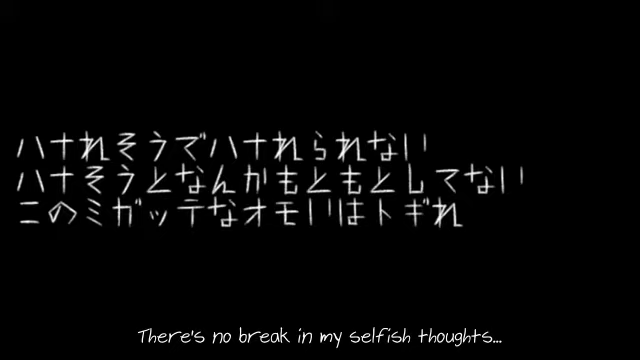 ハナれそうでハナれられない
ハナそうとなんかもともとしてない
このミガッテなオモいはトギれ
There's no break in my selfish thoughts...